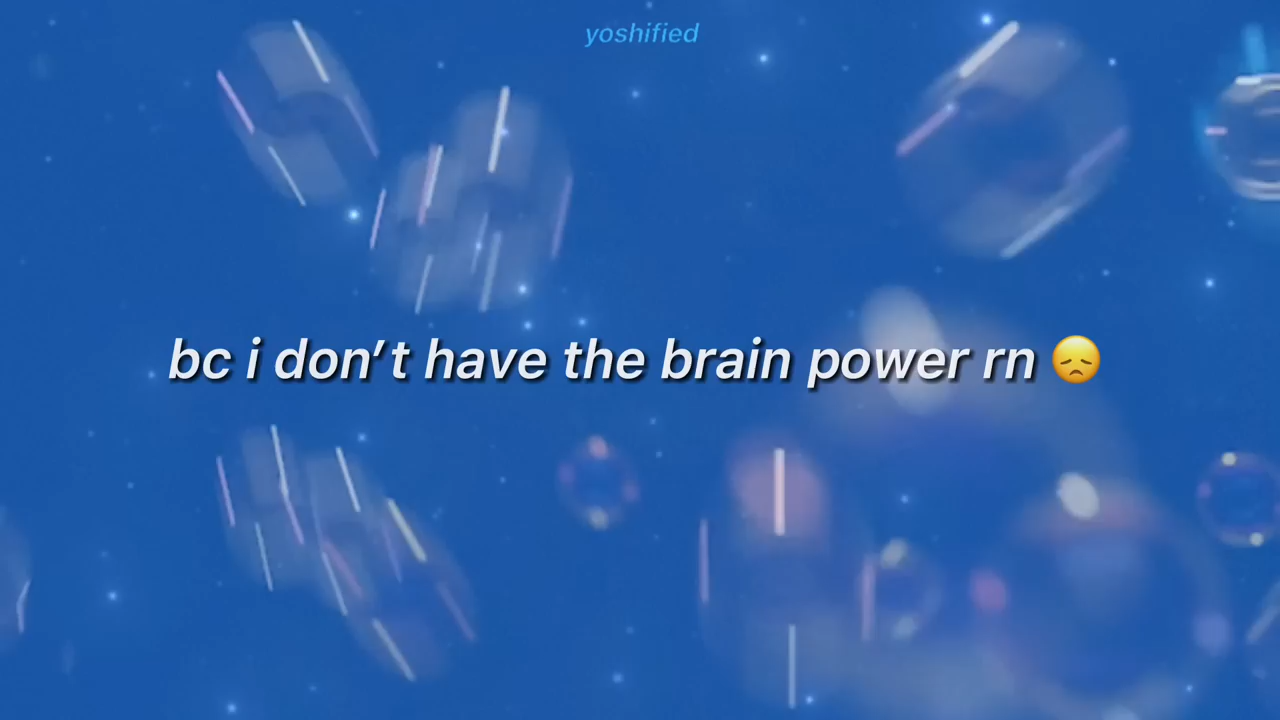 yoshified
bc i don’t have the brain power rn 😞